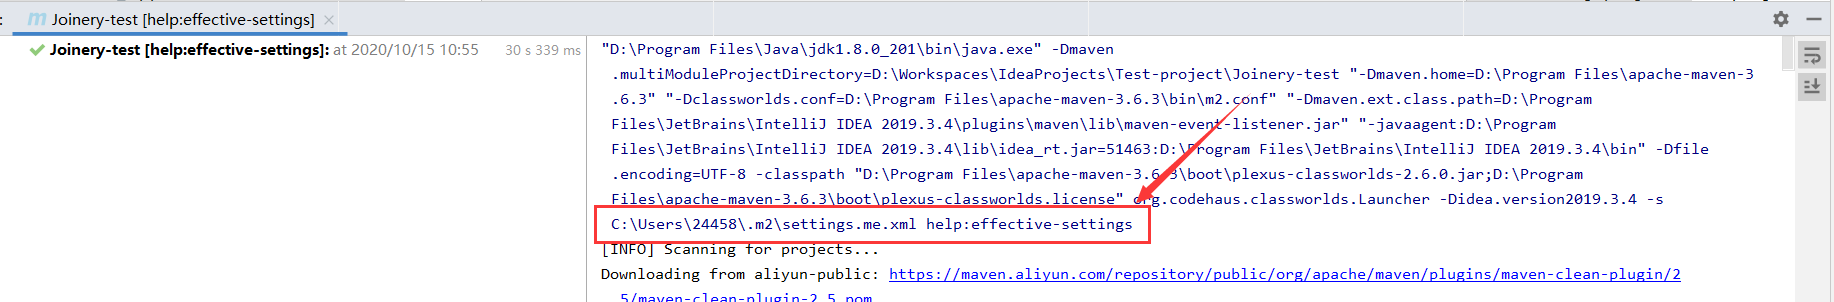 : m Joinery-test [help:effective-settings] ×
Joinery-test [help:effective-settings]: at 2020/10/15 10:55 30 s 339 ms
"D:\Program Files\Java\jdk1.8.0_201\bin\java.exe" -Dmaven
.multiModuleProjectDirectory=D:\Workspaces\IdeaProjects\Test-project\Joinery-test "-Dmaven.home=D:\Program Files\apache-maven-3
.6.3" "-Dclassworlds.conf=D:\Program Files\apache-maven-3.6.3\bin\m2.conf" "-Dmaven.ext.class.path=D:\Program
Files\JetBrains\IntelliJ IDEA 2019.3.4\plugins\maven\lib\maven-event-listener.jar" "-javaagent:D:\Program
Files\JetBrains\IntelliJ IDEA 2019.3.4\lib\idea_rt.jar=51463:D:\Program Files\JetBrains\IntelliJ IDEA 2019.3.4\bin" -Dfile
.encoding=UTF-8 -classpath "D:\Program Files\apache-maven-3.6.3\boot\plexus-classworlds-2.6.0.jar;D:\Program
Files\apache-maven-3.6.3\boot\plexus-classworlds.license" org.codehaus.classworlds.Launcher -Didea.version2019.3.4 -s
C:\Users\24458\.m2\settings.me.xml help:effective-settings
[INFO] Scanning for projects...
Downloading from aliyun-public: https://maven.aliyun.com/repository/public/org/apache/maven/plugins/maven-clean-plugin/2
.5/maven-clean-plugin-2.5.pom